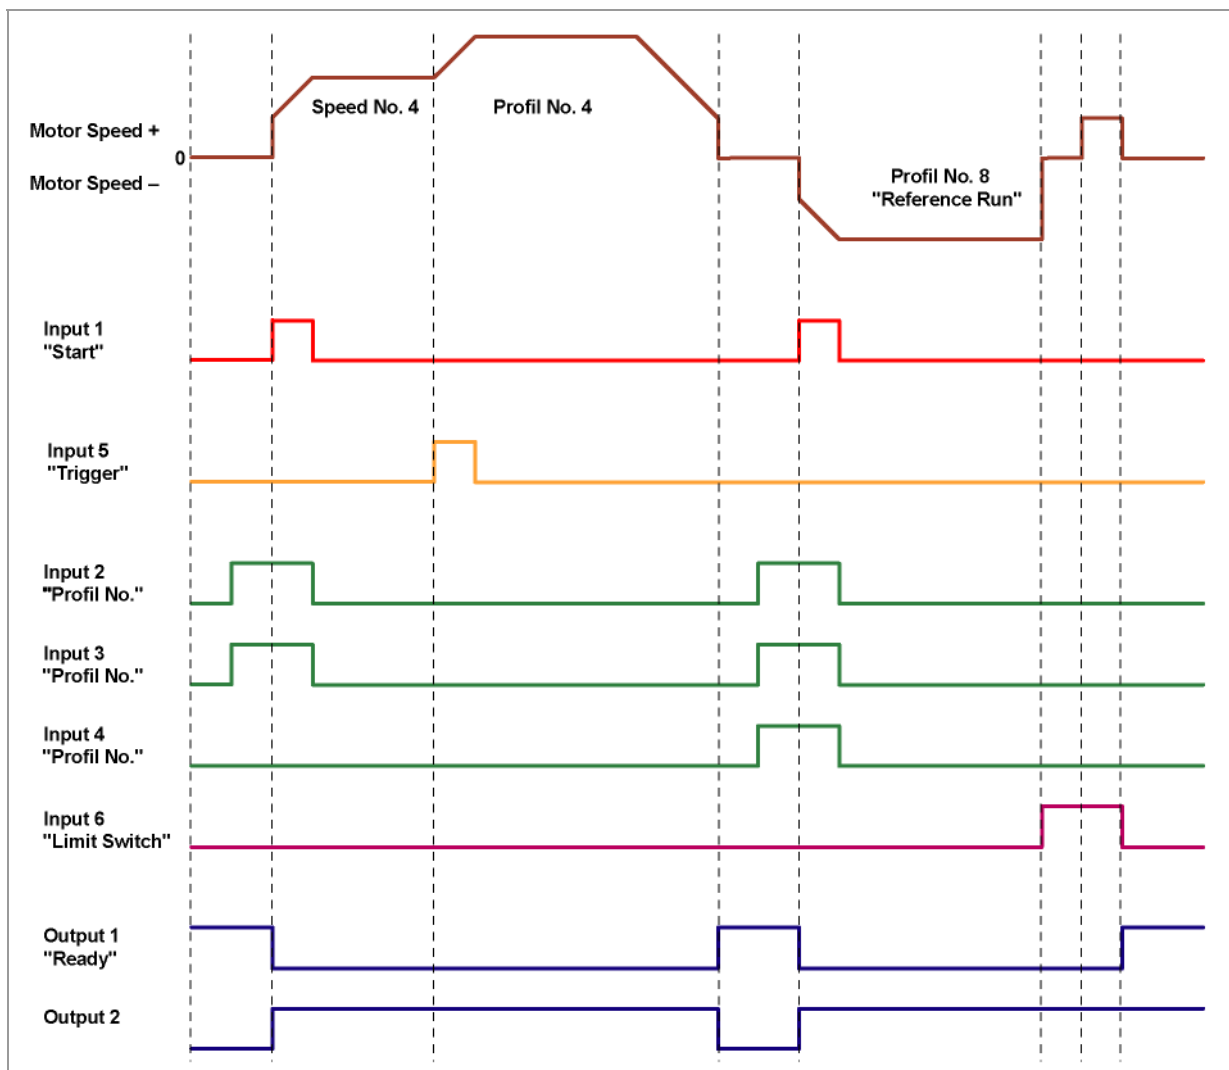 Speed No. 4
Profil No. 4
Motor Speed +
0
Motor Speed –
Profil No. 8
"Reference Run"
Input 1
"Start"
Input 5
"Trigger"
Input 2
"Profil No."
Input 3
"Profil No."
Input 4
"Profil No."
Input 6
"Limit Switch"
Output 1
"Ready"
Output 2